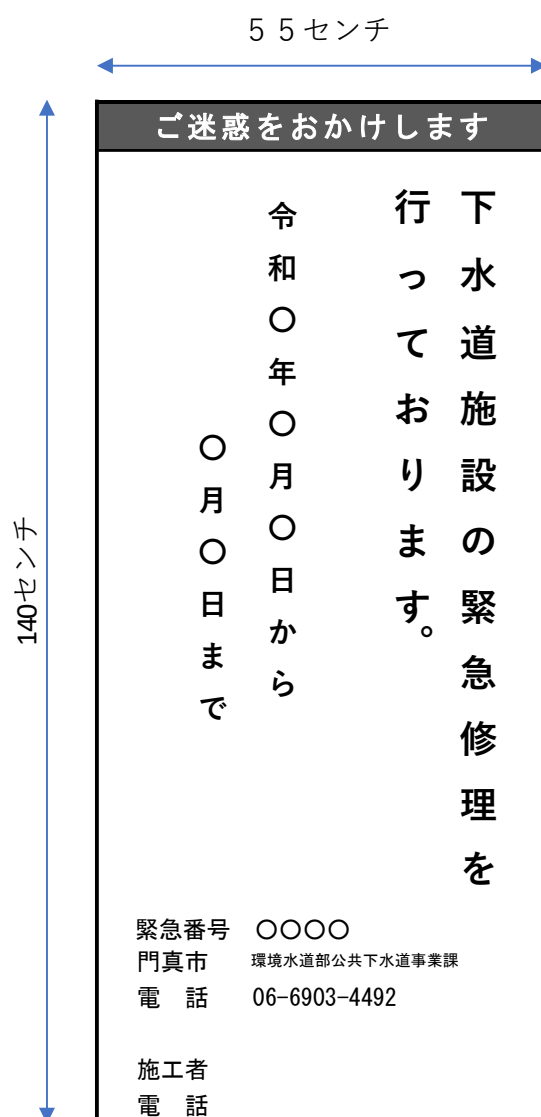 ５５センチ
140センチ
ご迷惑をおかけします
下水道施設の緊急修理を
行っております。
令和〇年〇月〇日から
〇月〇日まで
緊急番号 〇〇〇〇
門真市 環境水道部公共下水道事業課
電 話 06-6903-4492
施工者
電 話